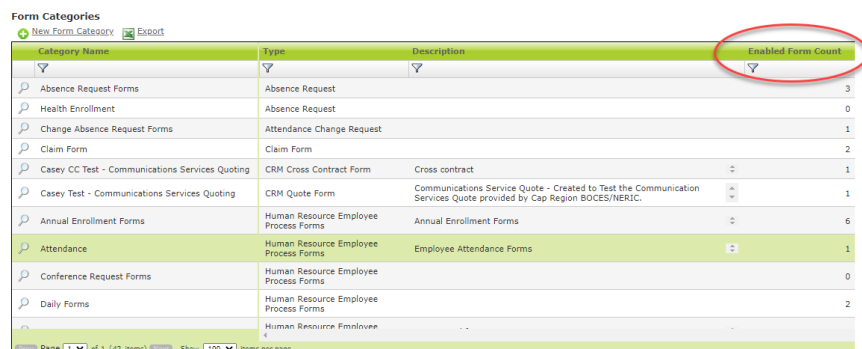 Form Categories
New Form Category Export
Category Name Type Description Enabled Form Count
Absence Request Forms Absence Request 3
Health Enrollment Absence Request 0
Change Absence Request Forms Attendance Change Request 1
Claim Form Claim Form 2
Casey CC Test - Communications Services Quoting CRM Cross Contract Form Cross contract 1
Casey Test - Communications Services Quoting CRM Quote Form Communications Service Quote - Created to Test the Communication 1
Services Quote provided by Cap Region BOCES/NERIC.
Annual Enrollment Forms Human Resource Employee Annual Enrollment Forms 6
Process Forms
Attendance Human Resource Employee Employee Attendance Forms 1
Process Forms
Conference Request Forms Human Resource Employee 0
Process Forms
Daily Forms Human Resource Employee 2
Process Forms
Human Resource Employee
Page 1 of 1 (42 items) Show 100 items per page